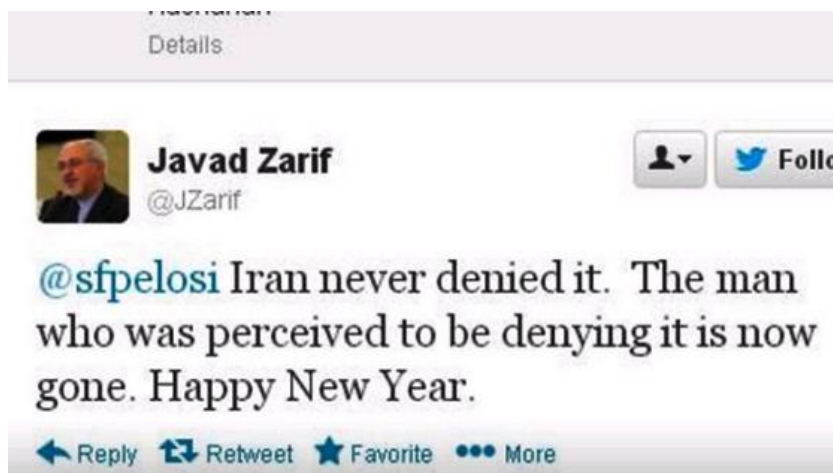 Details
Javad Zarif
@JZarif
@sfpelosi Iran never denied it.  The man
who was perceived to be denying it is now
gone. Happy New Year.
Reply Retweet Favorite More